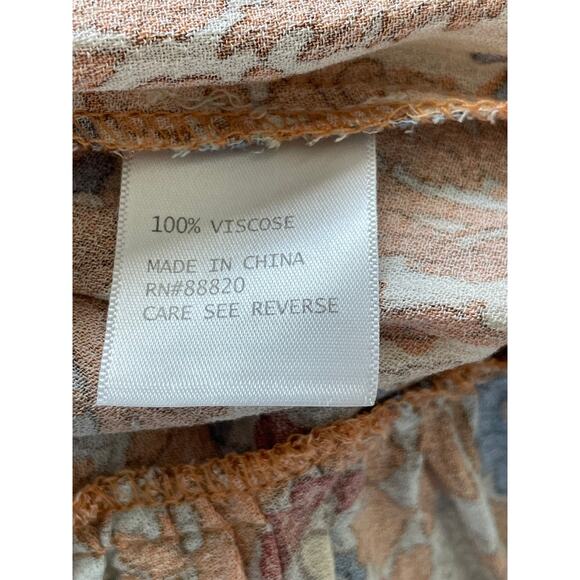 100% VISCOSE
MADE IN CHINA
RN#88820
CARE SEE REVERSE